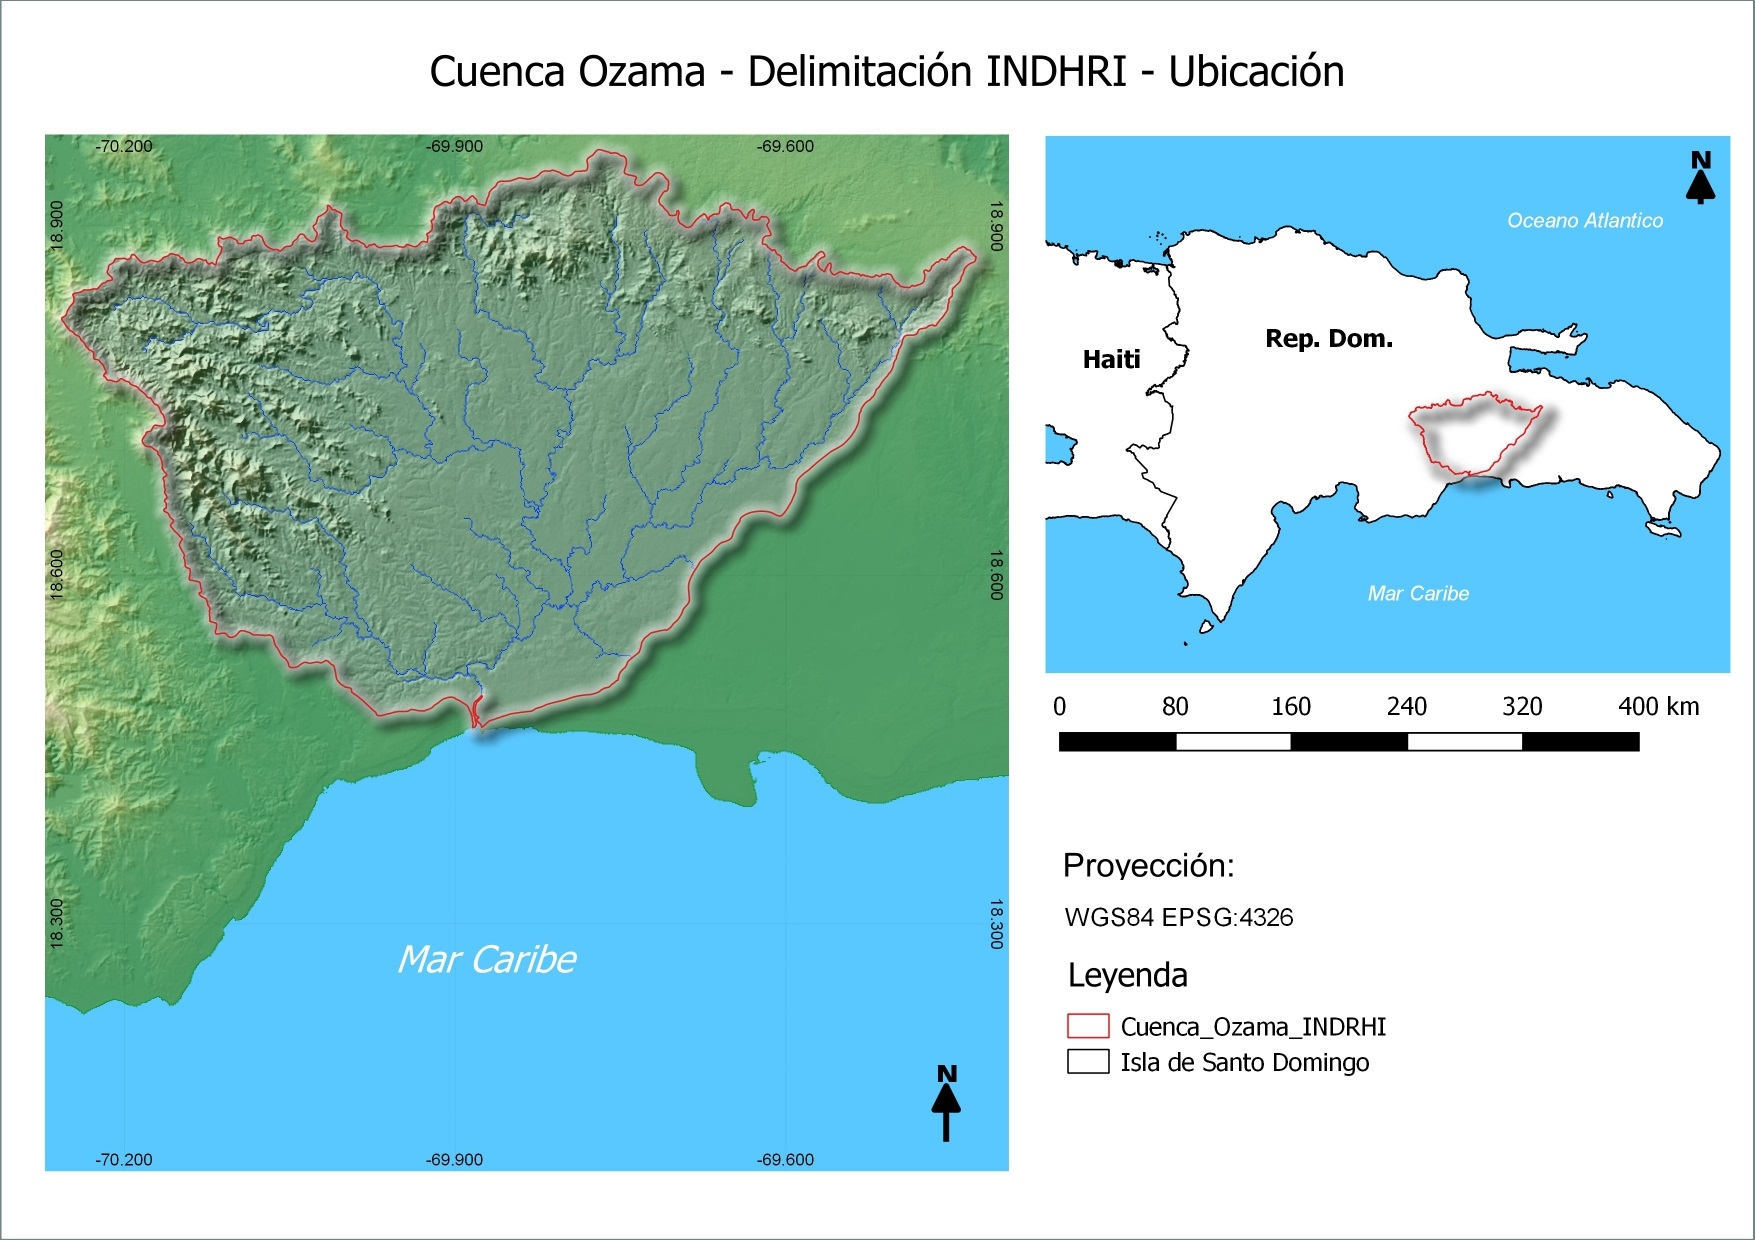 Cuenca Ozama - Delimitación INDHRI - Ubicación
-70.200 -69.900 -69.600
18.900 18.900
18.600 18.600
18.300 18.300
Mar Caribe
N
-70.200 -69.900 -69.600
N
Oceano Atlantico
Rep. Dom.
Haiti
Mar Caribe
0 80 160 240 320 400 km
Proyección:
WGS84 EPSG:4326
Leyenda
Cuenca_Ozama_INDRHI
Isla de Santo Domingo